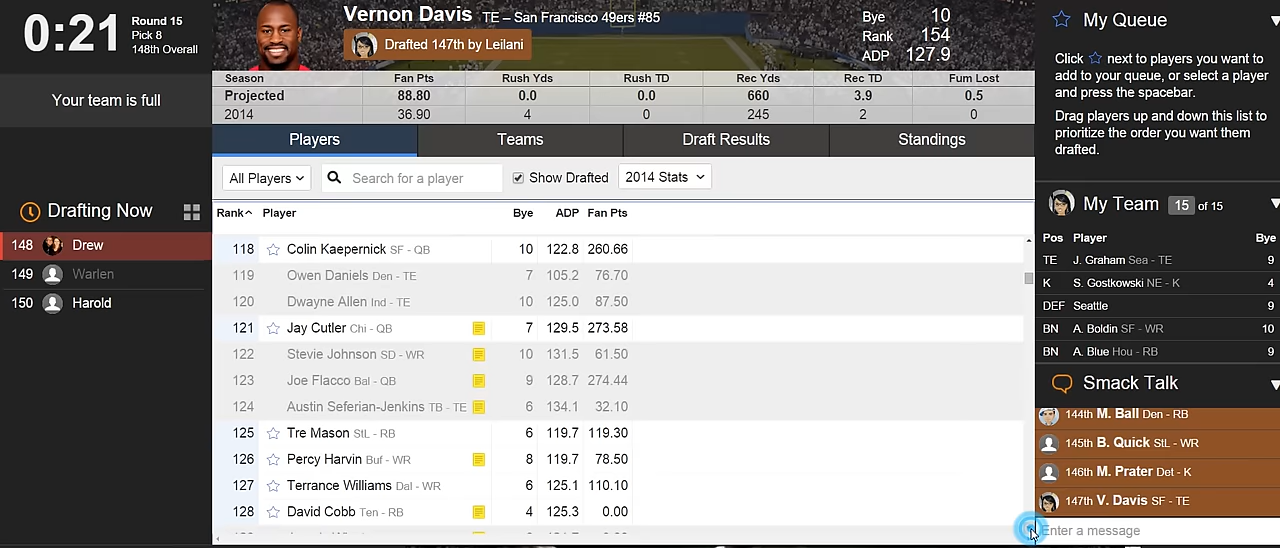 0:21
Round 15
Pick 8
148th Overall
Your team is full
Drafting Now
148 Drew
149 Warlen
150 Harold
Vernon Davis TE – San Francisco 49ers #85
Drafted 147th by Leilani
Bye 10
Rank 154
ADP 127.9
Season Fan Pts Rush Yds Rush TD Rec Yds Rec TD Fum Lost
Projected 88.80 0.0 0.0 660 3.9 0.5
2014 36.90 4 0 245 2 0
Players Teams Draft Results Standings
All Players Search for a player Show Drafted 2014 Stats
Rank Player Bye ADP Fan Pts
118 Colin Kaepernick SF - QB 10 122.8 260.66
119 Owen Daniels Den - TE 7 105.2 76.70
120 Dwayne Allen Ind - TE 10 125.0 87.50
121 Jay Cutler Chi - QB 7 129.5 273.58
122 Stevie Johnson SD - WR 10 131.5 61.50
123 Joe Flacco Bal - QB 9 128.7 274.44
124 Austin Seferian-Jenkins TB - TE 6 134.1 32.10
125 Tre Mason StL - RB 6 119.7 119.30
126 Percy Harvin Buf - WR 8 119.7 78.50
127 Terrance Williams Dal - WR 6 125.1 110.10
128 David Cobb Ten - RB 4 125.3 0.00
My Queue
Click next to players you want to
add to your queue, or select a player
and press the spacebar.
Drag players up and down this list to
prioritize the order you want them
drafted.
My Team 15 of 15
Pos Player Bye
TE J. Graham Sea - TE 9
K S. Gostkowski NE - K 4
DEF Seattle 9
BN A. Boldin SF - WR 10
BN A. Blue Hou - RB 9
Smack Talk
144th M. Ball Den - RB
145th B. Quick StL - WR
146th M. Prater Det - K
147th V. Davis SF - TE
Enter a message